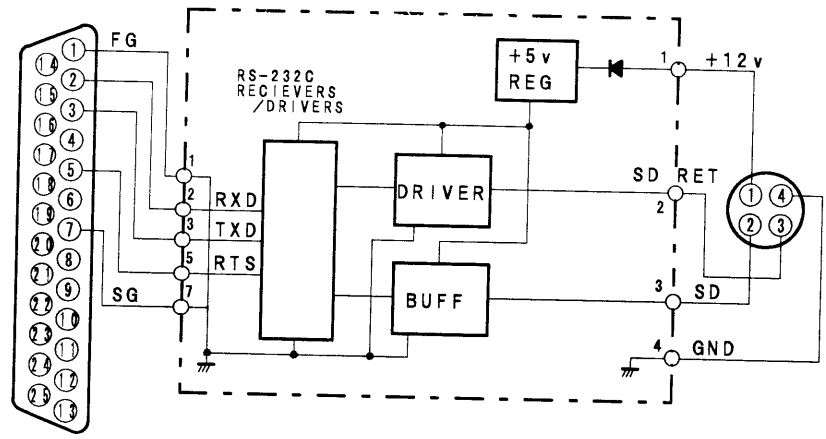 1
14
2
15
3
16
4
17
5
18
6
19
7
20
8
21
9
22
10
23
11
24
12
25
13
FG
SG
1
2
3
5
7
RXD
TXD
RTS
RS-232C
RECIEVERS
/DRIVERS
+5v
REG
DRIVER
BUFF
1
+12v
SD RET
2
3
SD
4
GND
1
4
2
3